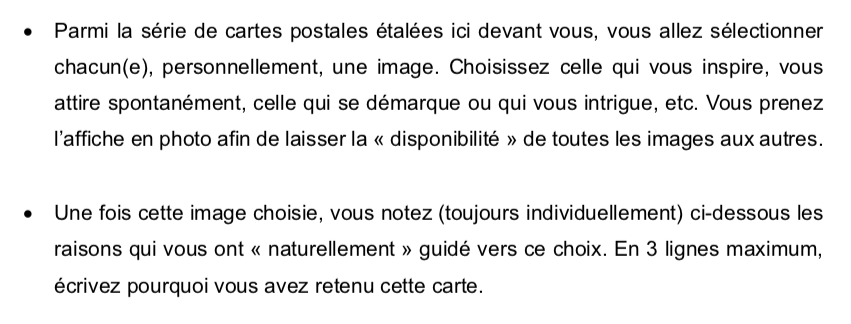 • Parmi la série de cartes postales étalées ici devant vous, vous allez sélectionner
chacun(e), personnellement, une image. Choisissez celle qui vous inspire, vous
attire spontanément, celle qui se démarque ou qui vous intrigue, etc. Vous prenez
l’affiche en photo afin de laisser la « disponibilité » de toutes les images aux autres.
• Une fois cette image choisie, vous notez (toujours individuellement) ci-dessous les
raisons qui vous ont « naturellement » guidé vers ce choix. En 3 lignes maximum,
écrivez pourquoi vous avez retenu cette carte.